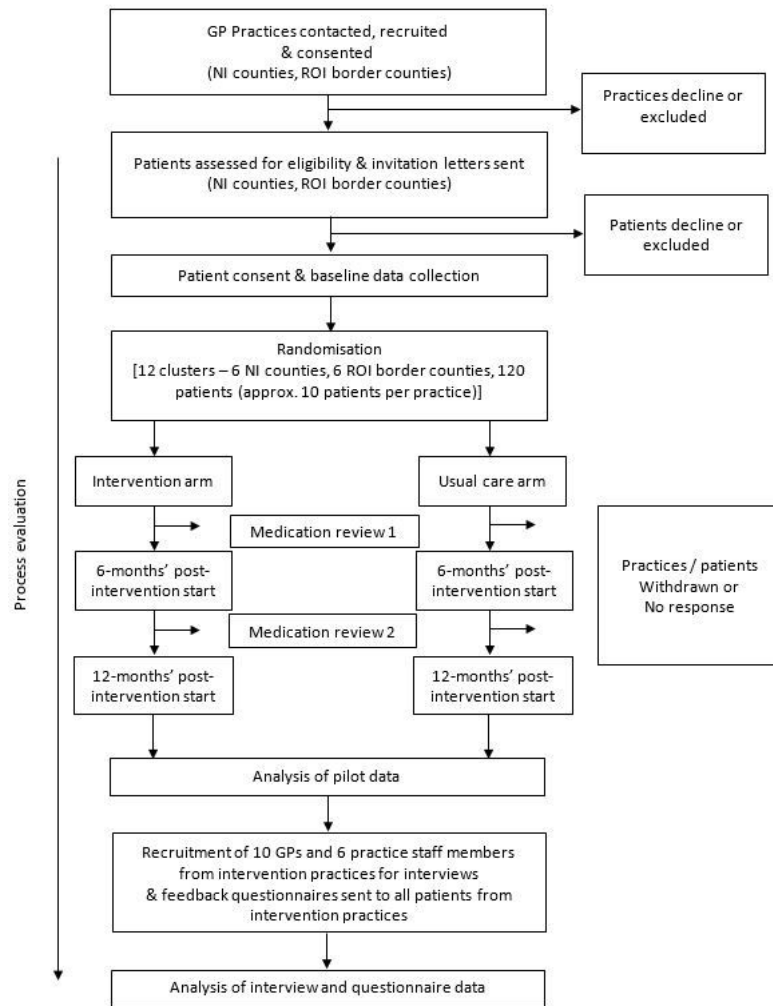 GP Practices contacted, recruited
& consented
(NI counties, ROI border counties)
Practices decline or
excluded
Patients assessed for eligibility & invitation letters sent
(NI counties, ROI border counties)
Patients decline or
excluded
Patient consent & baseline data collection
Randomisation
[12 clusters – 6 NI counties, 6 ROI border counties, 120
patients (approx. 10 patients per practice)]
Intervention arm
Usual care arm
Medication review 1
6-months’ post-
intervention start
6-months’ post-
intervention start
Practices / patients
Withdrawn or
No response
Medication review 2
12-months’ post-
intervention start
12-months’ post-
intervention start
Process evaluation
Analysis of pilot data
Recruitment of 10 GPs and 6 practice staff members
from intervention practices for interviews
& feedback questionnaires sent to all patients from
intervention practices
Analysis of interview and questionnaire data